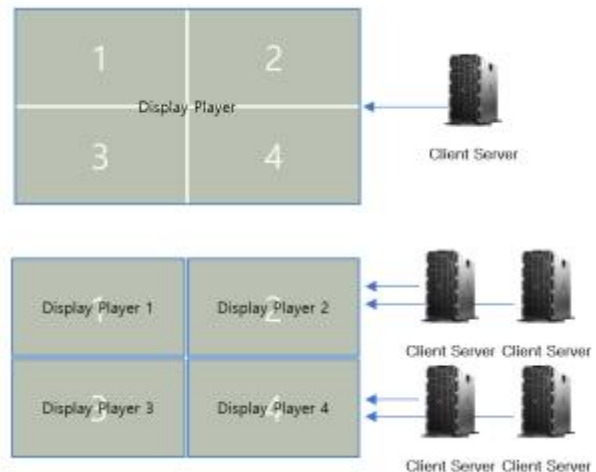 1 2
Display Player
3 4
Client Server
Display Player 1 1
Display Player 2 2
Client Server Client Server
Display Player 3 3
Display Player 4 4
Client Server Client Server